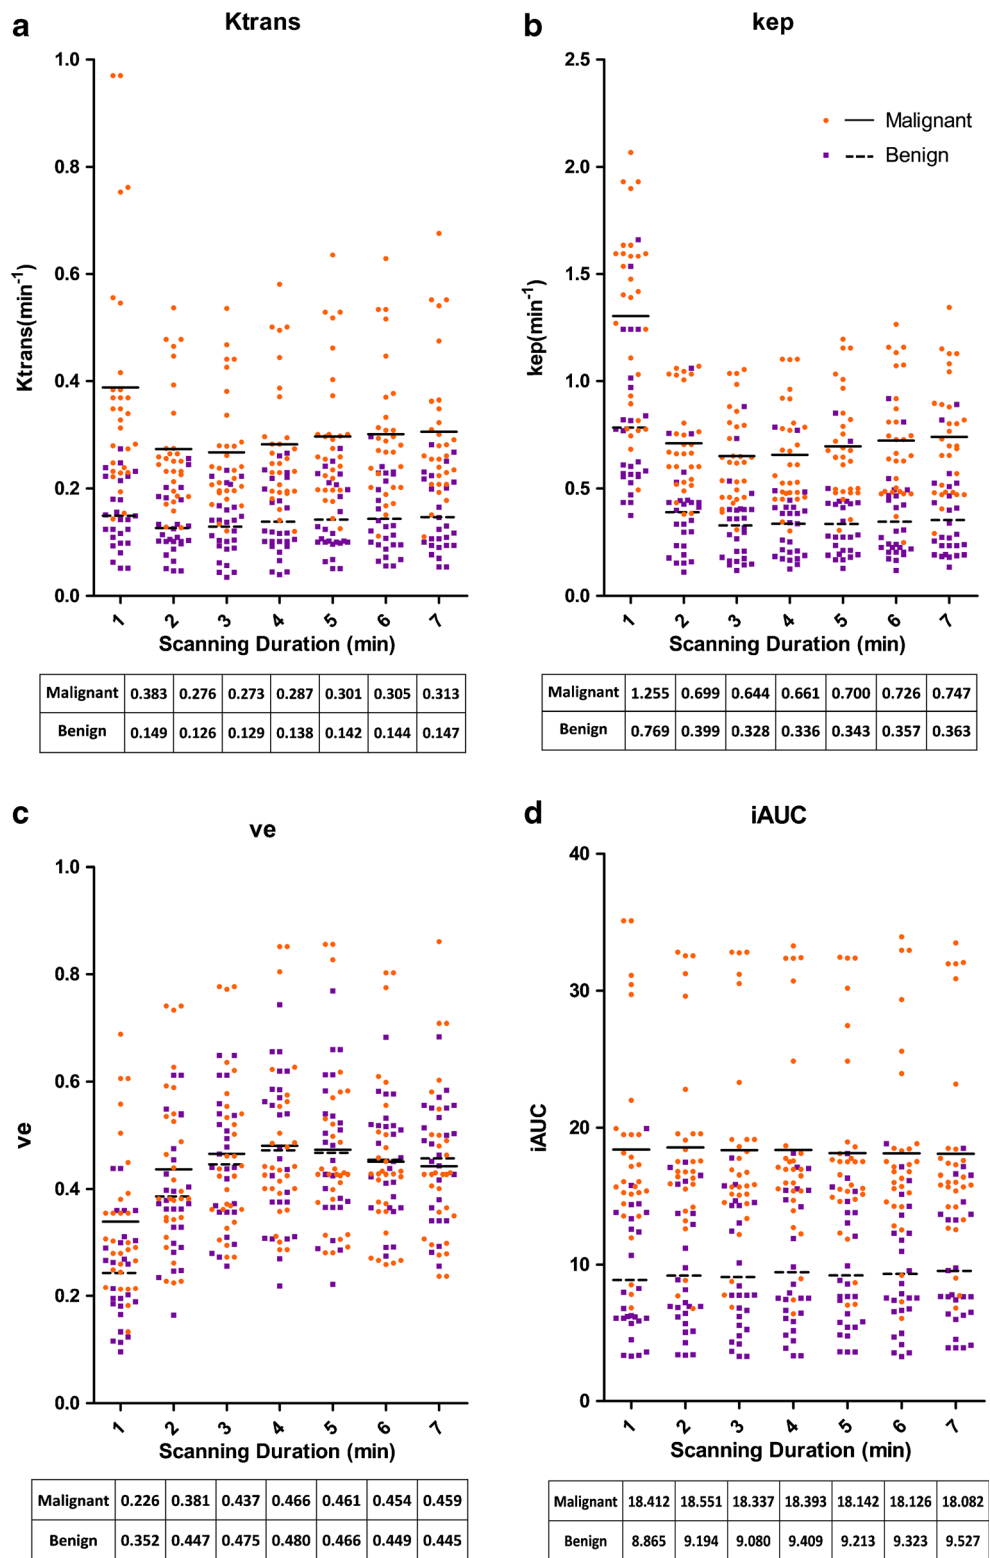 a
Ktrans
1.0
0.8
0.6
0.4
0.2
0.0
Ktrans(min⁻¹)
1 2 3 4 5 6 7
Scanning Duration (min)
Malignant 0.383 0.276 0.273 0.287 0.301 0.305 0.313
Benign 0.149 0.126 0.129 0.138 0.142 0.144 0.147
b
kep
2.5
2.0
1.5
1.0
0.5
0.0
kep(min⁻¹)
Malignant
Benign
1 2 3 4 5 6 7
Scanning Duration (min)
Malignant 1.255 0.699 0.644 0.661 0.700 0.726 0.747
Benign 0.769 0.399 0.328 0.336 0.343 0.357 0.363
c
ve
1.0
0.8
0.6
0.4
0.2
0.0
ve
1 2 3 4 5 6 7
Scanning Duration (min)
Malignant 0.226 0.381 0.437 0.466 0.461 0.454 0.459
Benign 0.352 0.447 0.475 0.480 0.466 0.449 0.445
d
iAUC
40
30
20
10
0
iAUC
1 2 3 4 5 6 7
Scanning Duration (min)
Malignant 18.412 18.551 18.337 18.393 18.142 18.126 18.082
Benign 8.865 9.194 9.080 9.409 9.213 9.323 9.527